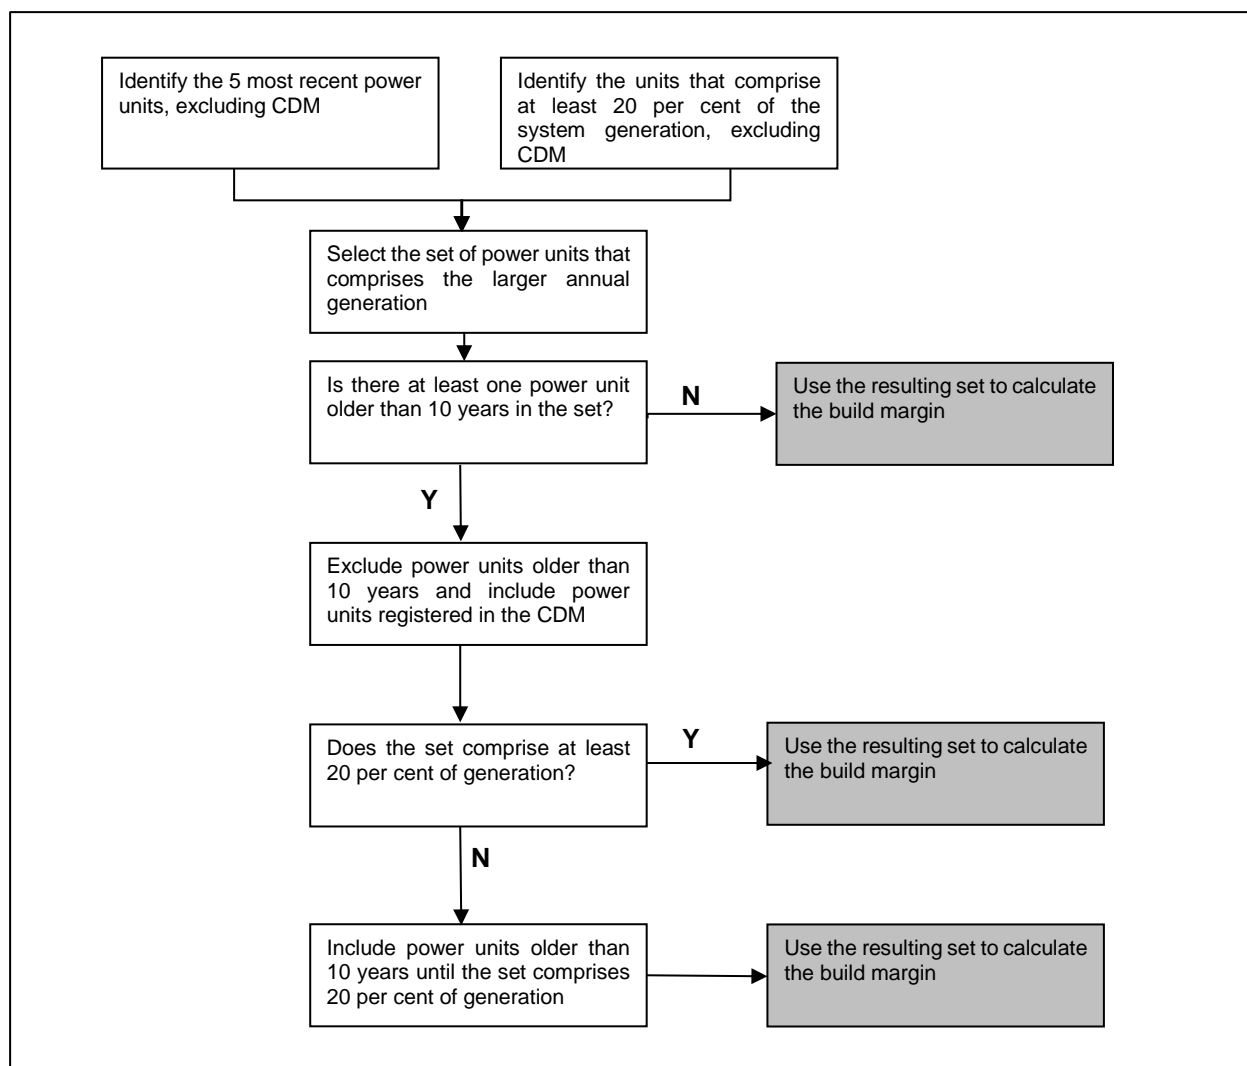 Identify the 5 most recent power
units, excluding CDM
Identify the units that comprise
at least 20 per cent of the
system generation, excluding
CDM
Select the set of power units that
comprises the larger annual
generation
Is there at least one power unit
older than 10 years in the set?
N
Use the resulting set to calculate
the build margin
Y
Exclude power units older than
10 years and include power
units registered in the CDM
Does the set comprise at least
20 per cent of generation?
Y
Use the resulting set to calculate
the build margin
N
Include power units older than
10 years until the set comprises
20 per cent of generation
Use the resulting set to calculate
the build margin